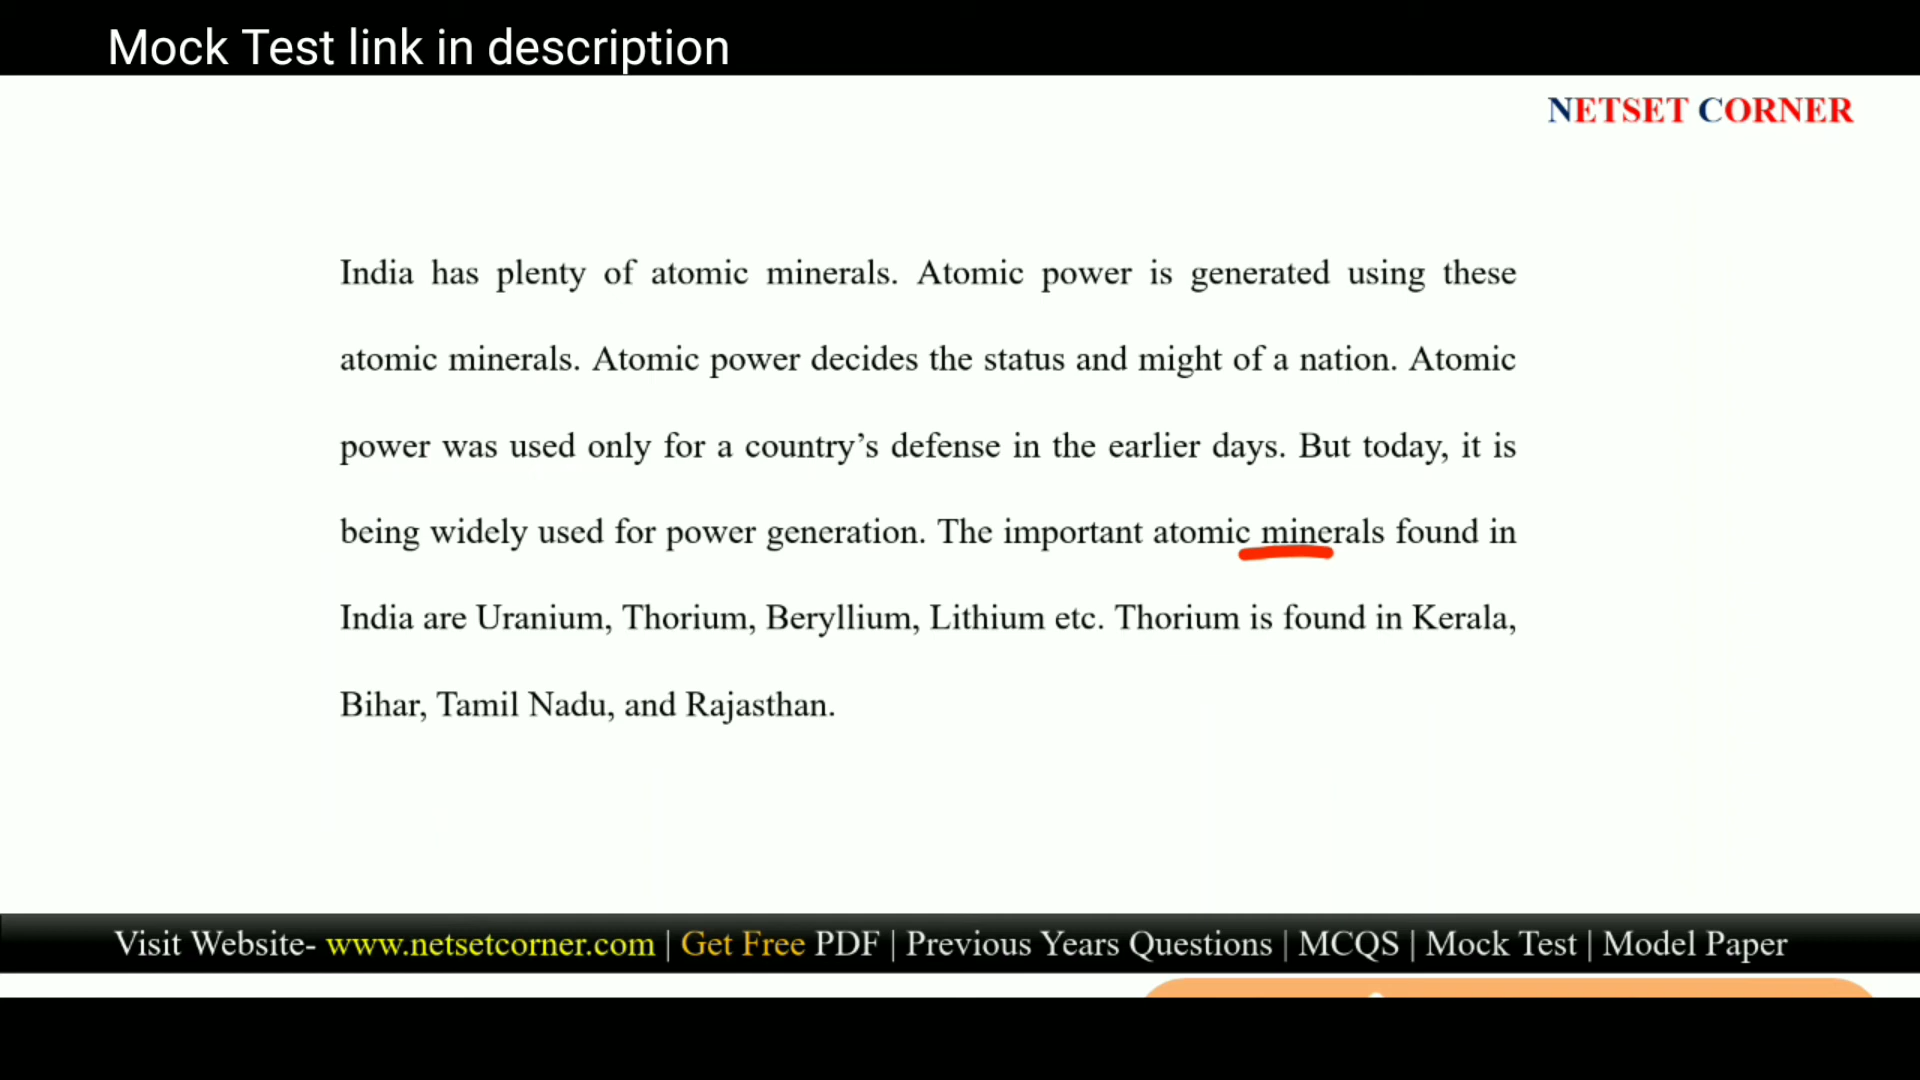 Mock Test link in description
NETSET CORNER
India has plenty of atomic minerals. Atomic power is generated using these
atomic minerals. Atomic power decides the status and might of a nation. Atomic
power was used only for a country’s defense in the earlier days. But today, it is
being widely used for power generation. The important atomic minerals found in
India are Uranium, Thorium, Beryllium, Lithium etc. Thorium is found in Kerala,
Bihar, Tamil Nadu, and Rajasthan.
Visit Website- www.netsetcorner.com | Get Free PDF | Previous Years Questions | MCQS | Mock Test | Model Paper